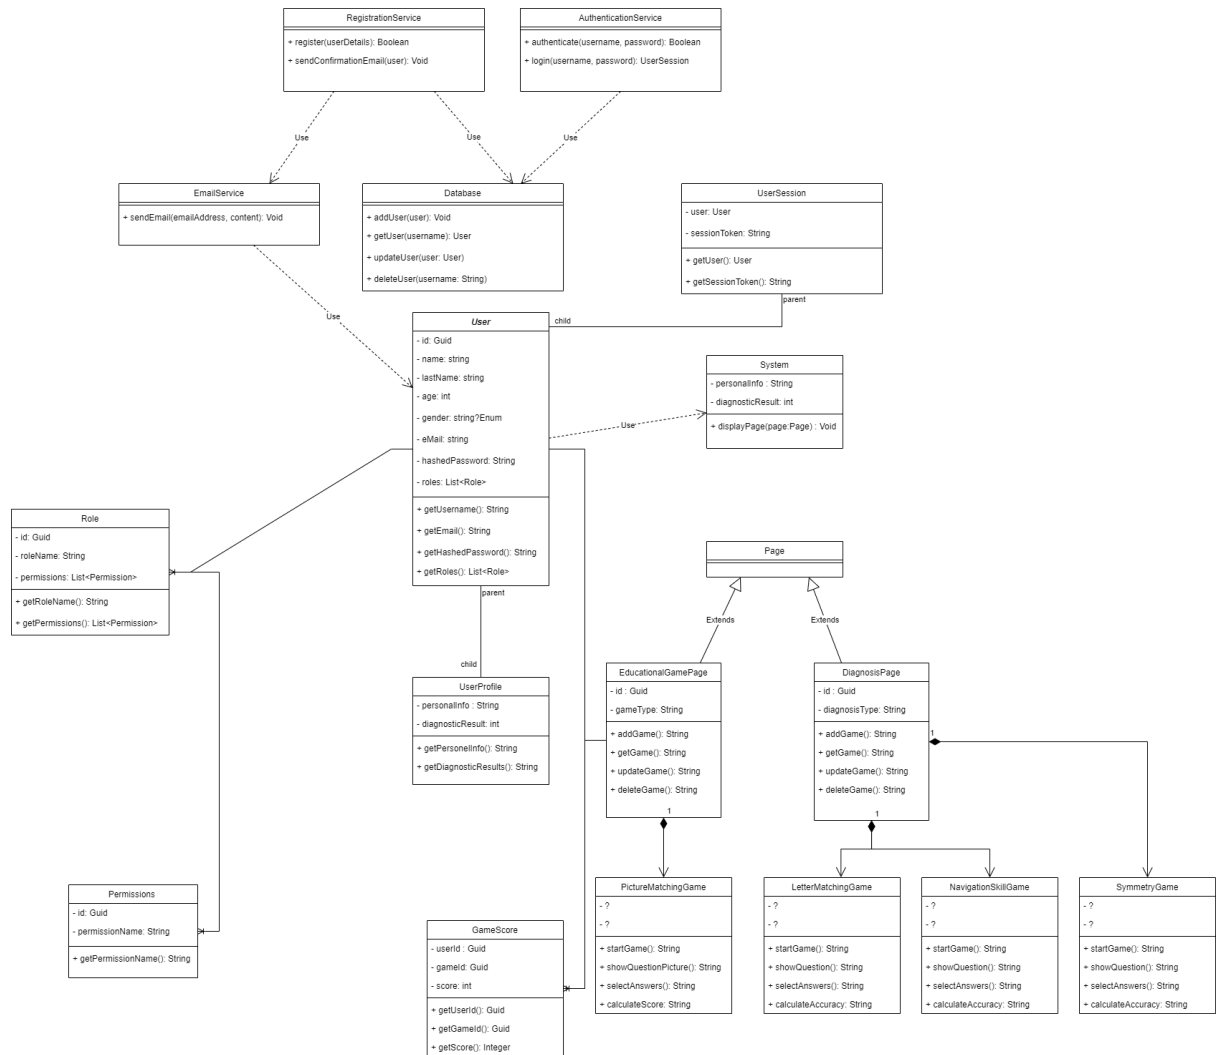 RegistrationService
+ register(userDetails): Boolean
+ sendConfirmationEmail(user): Void
AuthenticationService
+ authenticate(username, password): Boolean
+ login(username, password): UserSession
Use
Use
Use
EmailService
+ sendEmail(emailAddress, content): Void
Database
+ addUser(user): Void
+ getUser(username): User
+ updateUser(user: User)
+ deleteUser(username: String)
UserSession
- user: User
- sessionToken: String
+ getUser(): User
+ getSessionToken(): String
parent
child
Use
User
- id: Guid
- name: string
- lastName: string
- age: int
- gender: string?Enum
- eMail: string
- hashedPassword: String
- roles: List<Role>
+ getUsername(): String
+ getEmail(): String
+ getHashedPassword(): String
+ getRoles(): List<Role>
System
- personalInfo : String
- diagnosticResult: int
+ displayPage(page:Page) : Void
Use
Role
- id: Guid
- roleName: String
- permissions: List<Permission>
+ getRoleName(): String
+ getPermissions(): List<Permission>
Page
Extends
Extends
parent
child
UserProfile
- personalInfo : String
- diagnosticResult: int
+ getPersonelInfo(): String
+ getDiagnosticResults(): String
EducationalGamePage
- id : Guid
- gameType: String
+ addGame(): String
+ getGame(): String
+ updateGame(): String
+ deleteGame(): String
1
DiagnosisPage
- id : Guid
- diagnosisType: String
+ addGame(): String
+ getGame(): String
+ updateGame(): String
+ deleteGame(): String
1
1
Permissions
- id: Guid
- permissionName: String
+ getPermissionName(): String
GameScore
- userId : Guid
- gameId: Guid
- score: int
+ getUserId(): Guid
+ getGameId(): Guid
+ getScore(): Integer
PictureMatchingGame
- ?
- ?
+ startGame(): String
+ showQuestionPicture(): String
+ selectAnswers(): String
+ calculateScore: String
LetterMatchingGame
- ?
- ?
+ startGame(): String
+ showQuestion(): String
+ selectAnswers(): String
+ calculateAccuracy: String
NavigationSkillGame
- ?
- ?
+ startGame(): String
+ showQuestion(): String
+ selectAnswers(): String
+ calculateAccuracy: String
SymmetryGame
- ?
- ?
+ startGame(): String
+ showQuestion(): String
+ selectAnswers(): String
+ calculateAccuracy: String